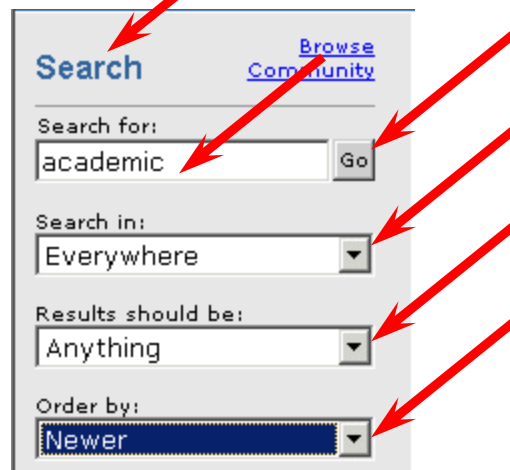 Search
Browse
Community
Search for:
academic
Go
Search in:
Everywhere
Results should be:
Anything
Order by:
Newer